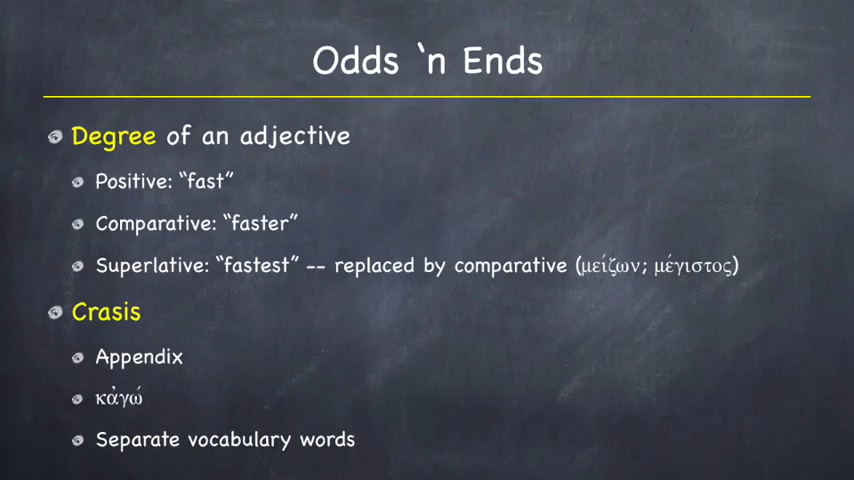 Odds ‘n Ends
Degree of an adjective
Positive: “fast”
Comparative: “faster”
Superlative: “fastest” -- replaced by comparative (μείζων; μέγιστος)
Crasis
Appendix
κἀγώ
Separate vocabulary words